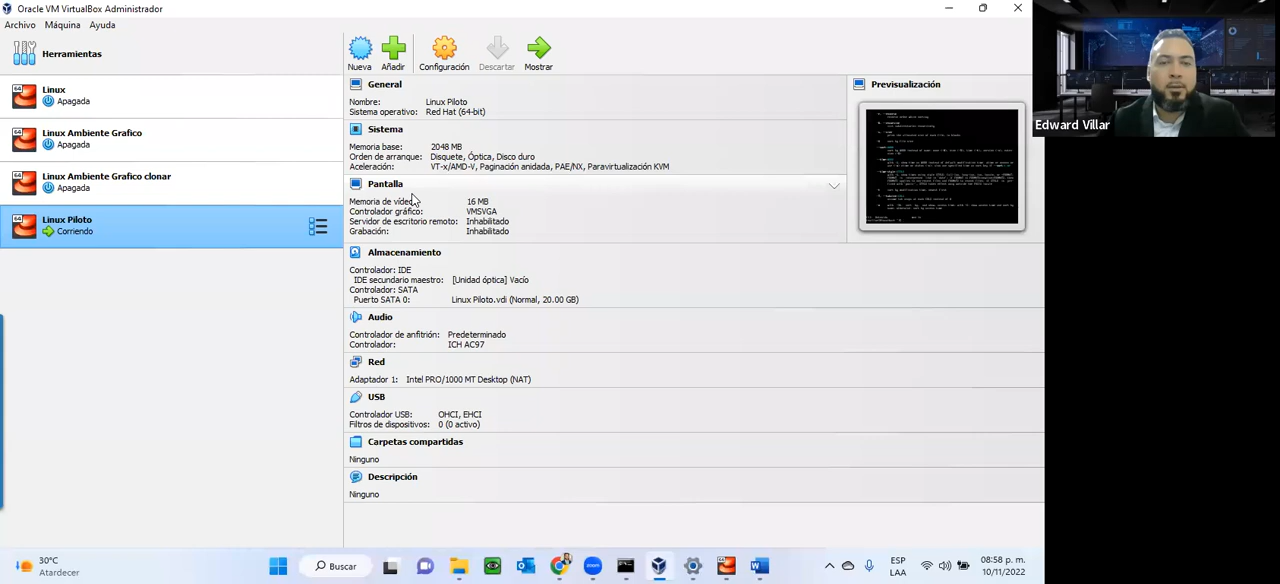 Oracle VM VirtualBox Administrador
Archivo Máquina Ayuda
Herramientas
Nueva Añadir Configuración Descartar Mostrar
Linux
Apagada
Linux Ambiente Grafico
Apagada
Linux Ambiente Grafico clonar
Apagada
Linux Piloto
Corriendo
General
Nombre: Linux Piloto
Sistema operativo: Red Hat (64-bit)
Sistema
Memoria base: 2048 MB
Orden de arranque: Disquete, Óptica, Disco duro
Aceleración: VT-x/AMD-V, Paginación anidada, PAE/NX, Paravirtualización KVM
Pantalla
Memoria de vídeo: 16 MB
Controlador gráfico: VMSVGA
Servidor de escritorio remoto: Inhabilitado
Grabación: Inhabilitado
Almacenamiento
Controlador: IDE
IDE secundario maestro: [Unidad óptica] Vacío
Controlador: SATA
Puerto SATA 0: Linux Piloto.vdi (Normal, 20.00 GB)
Audio
Controlador de anfitrión: Predeterminado
Controlador: ICH AC97
Red
Adaptador 1: Intel PRO/1000 MT Desktop (NAT)
USB
Controlador USB: OHCI, EHCI
Filtros de dispositivos: 0 (0 activo)
Carpetas compartidas
Ninguno
Descripción
Ninguno
Previsualización
Edward Villar
30°C
Atardecer
Buscar
ESP
LAA
08:58 p. m.
10/11/2022